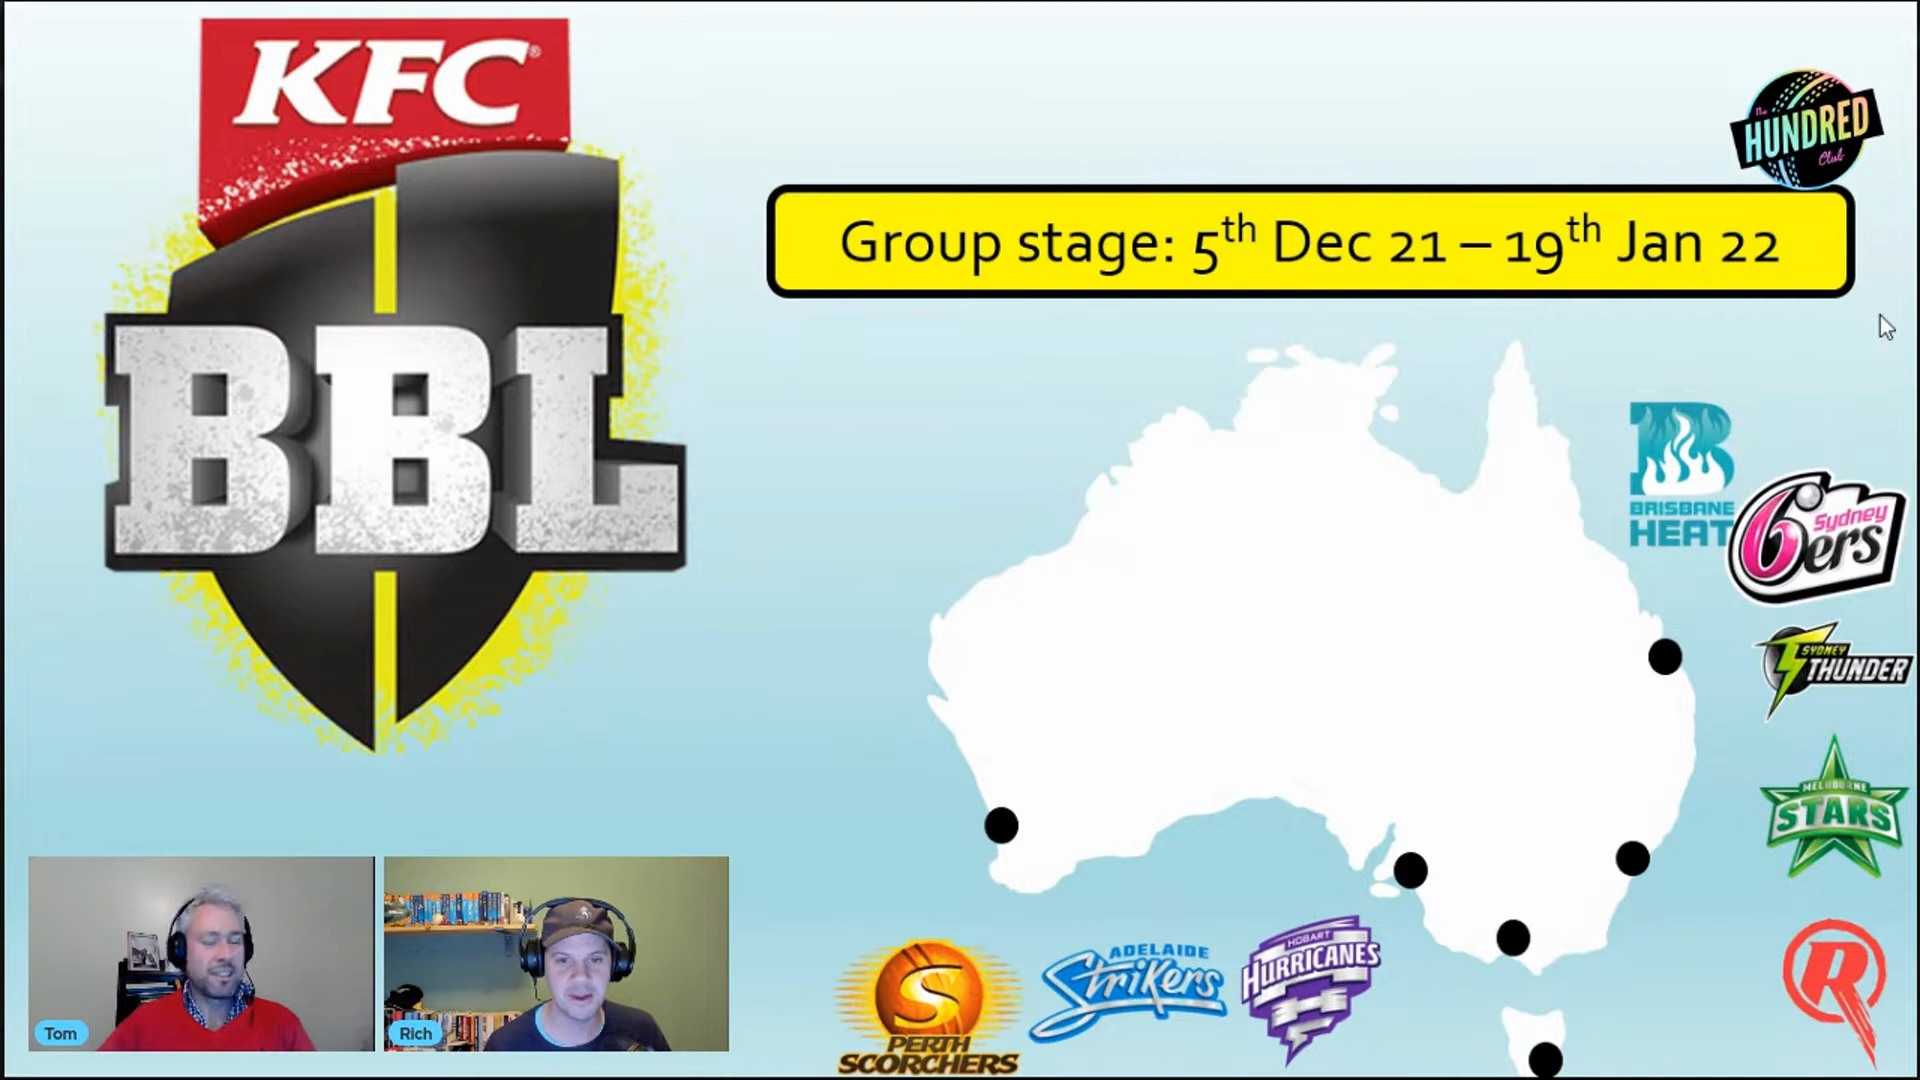 KFC®
BBL
The
HUNDRED
Club
Group stage: 5th Dec 21 – 19th Jan 22
B
BRISBANE
HEAT
Sydney
6ers
SYDNEY
THUNDER
MELBOURNE
STARS
R
S
PERTH
SCORCHERS
ADELAIDE
STRIKERS
HOBART
HURRICANES
Tom
Rich